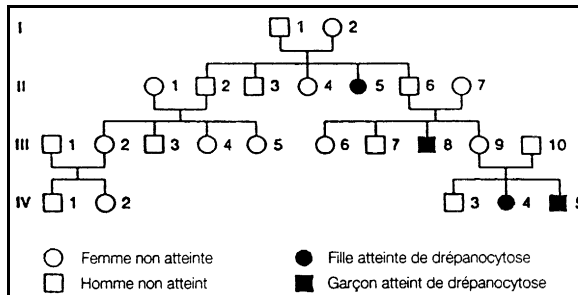 I 1 2
II 1 2 3 4 5 6 7
III 1 2 3 4 5 6 7 8 9 10
IV 1 2 3 4 5
Femme non atteinte Fille atteinte de drépanocytose
Homme non atteint Garçon atteint de drépanocytose